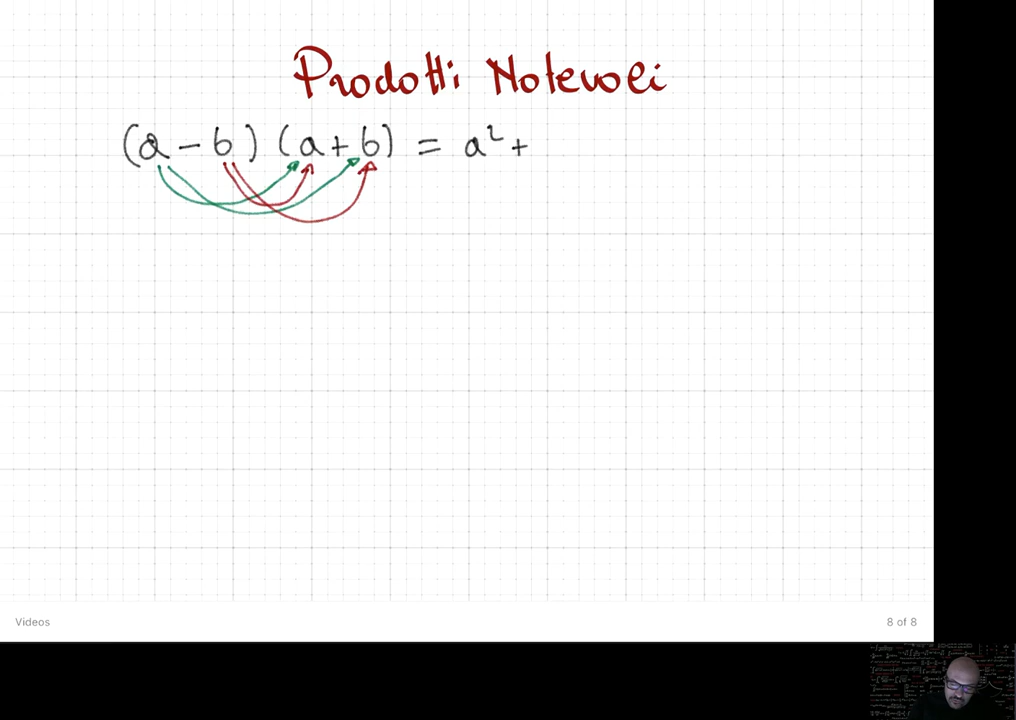 Prodotti Notevoli
(a - b) (a + b) = a² +
Videos
8 of 8